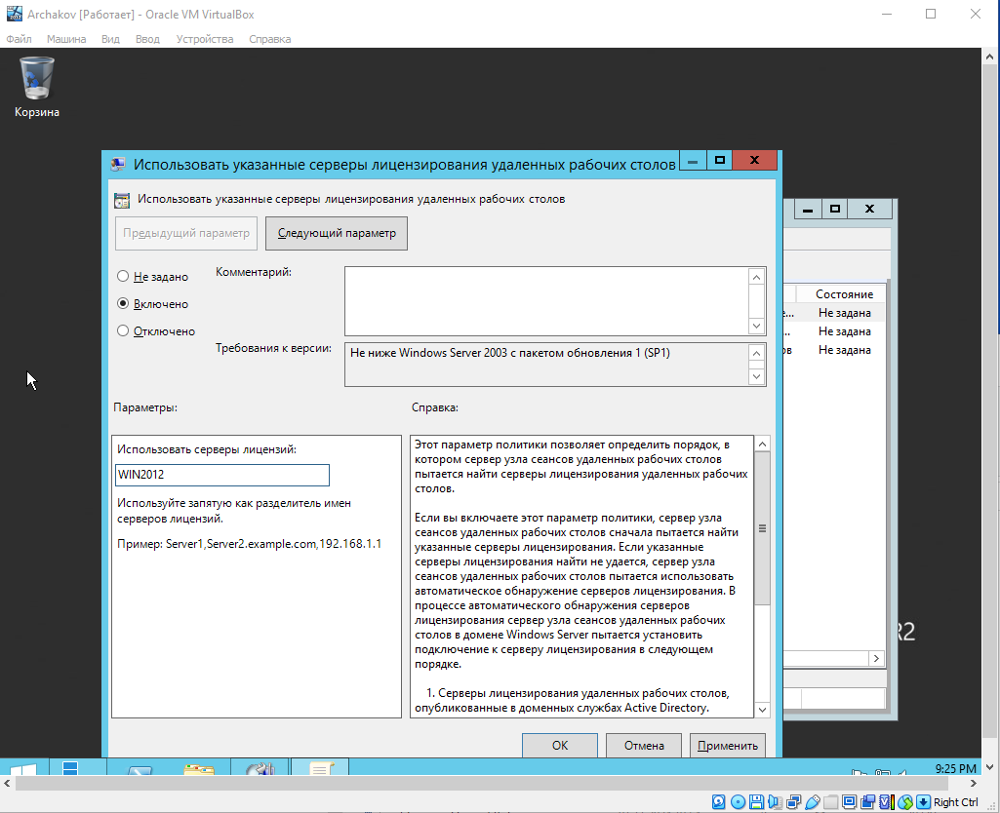 Archakov [Работает] - Oracle VM VirtualBox
Файл Машина Вид Ввод Устройства Справка
Корзина
Использовать указанные серверы лицензирования удаленных рабочих столов
Использовать указанные серверы лицензирования удаленных рабочих столов
Предыдущий параметр Следующий параметр
Не задано
Включено
Отключено
Комментарий:
Требования к версии:
Не ниже Windows Server 2003 с пакетом обновления 1 (SP1)
Состояние
е... Не задана
... Не задана
ов Не задана
Параметры:
Справка:
Использовать серверы лицензий:
WIN2012
Используйте запятую как разделитель имен
серверов лицензий.
Пример: Server1,Server2.example.com,192.168.1.1
Этот параметр политики позволяет определить порядок, в
котором сервер узла сеансов удаленных рабочих столов
пытается найти серверы лицензирования удаленных рабочих
столов.
Если вы включаете этот параметр политики, сервер узла
сеансов удаленных рабочих столов сначала пытается найти
указанные серверы лицензирования. Если указанные
серверы лицензирования найти не удается, сервер узла
сеансов удаленных рабочих столов пытается использовать
автоматическое обнаружение серверов лицензирования. В
процессе автоматического обнаружения серверов
лицензирования сервер узла сеансов удаленных рабочих
столов в домене Windows Server пытается установить
подключение к серверу лицензирования в следующем
порядке.
1. Серверы лицензирования удаленных рабочих столов,
опубликованные в доменных службах Active Directory.
R2
ОК Отмена Применить
9:25 PM
Right Ctrl